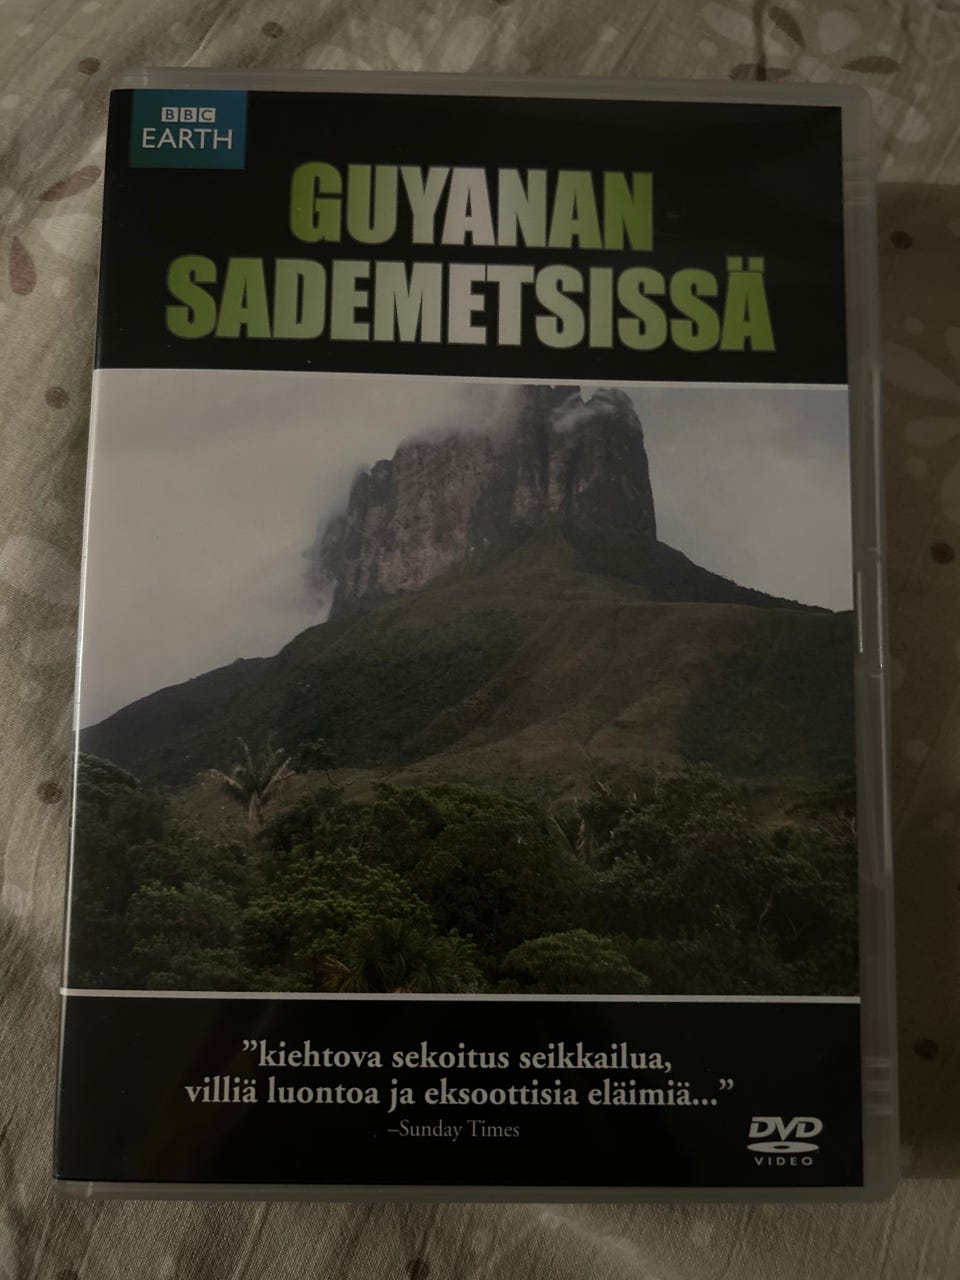 BBC
EARTH
GUYANAN
SADEMETSISSÄ
”kiehtova sekoitus seikkailua,
villiä luontoa ja eksoottisia eläimiä...”
–Sunday Times
DVD
VIDEO